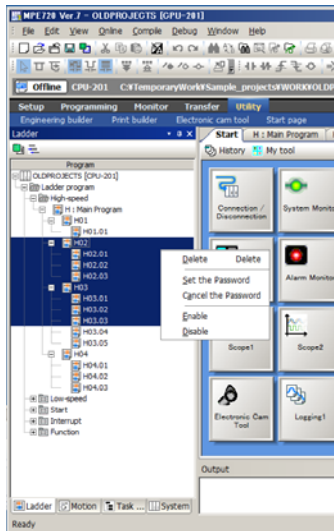 MPE720 Ver.7 - OLDPROJECTS [CPU-201]
File Edit View Online Compile Debug Window Help
Offline CPU-201 C:¥TemporaryWork¥Sample_projects¥WORK¥OLDP
Setup Programming Monitor Transfer Utility
Engineering builder Print builder Electronic cam tool Start page
Ladder
Start H : Main Program
History My tool
Program
OLDPROJECTS [CPU-201]
Ladder program
High-speed
H : Main Program
H01
H01.01
H02
H02.01
H02.02
H02.03
H03
H03.01
H03.02
H03.03
H03.04
H03.05
H04
H04.01
H04.02
H04.03
Low-speed
Start
Interrupt
Function
Delete Delete
Set the Password
Cancel the Password
Enable
Disable
Connection / Disconnection
System Monito
Alarm Monito
Scope1
Scope2
Electronic Cam Tool
Logging1
Output
Ladder Motion Task ... System
Ready